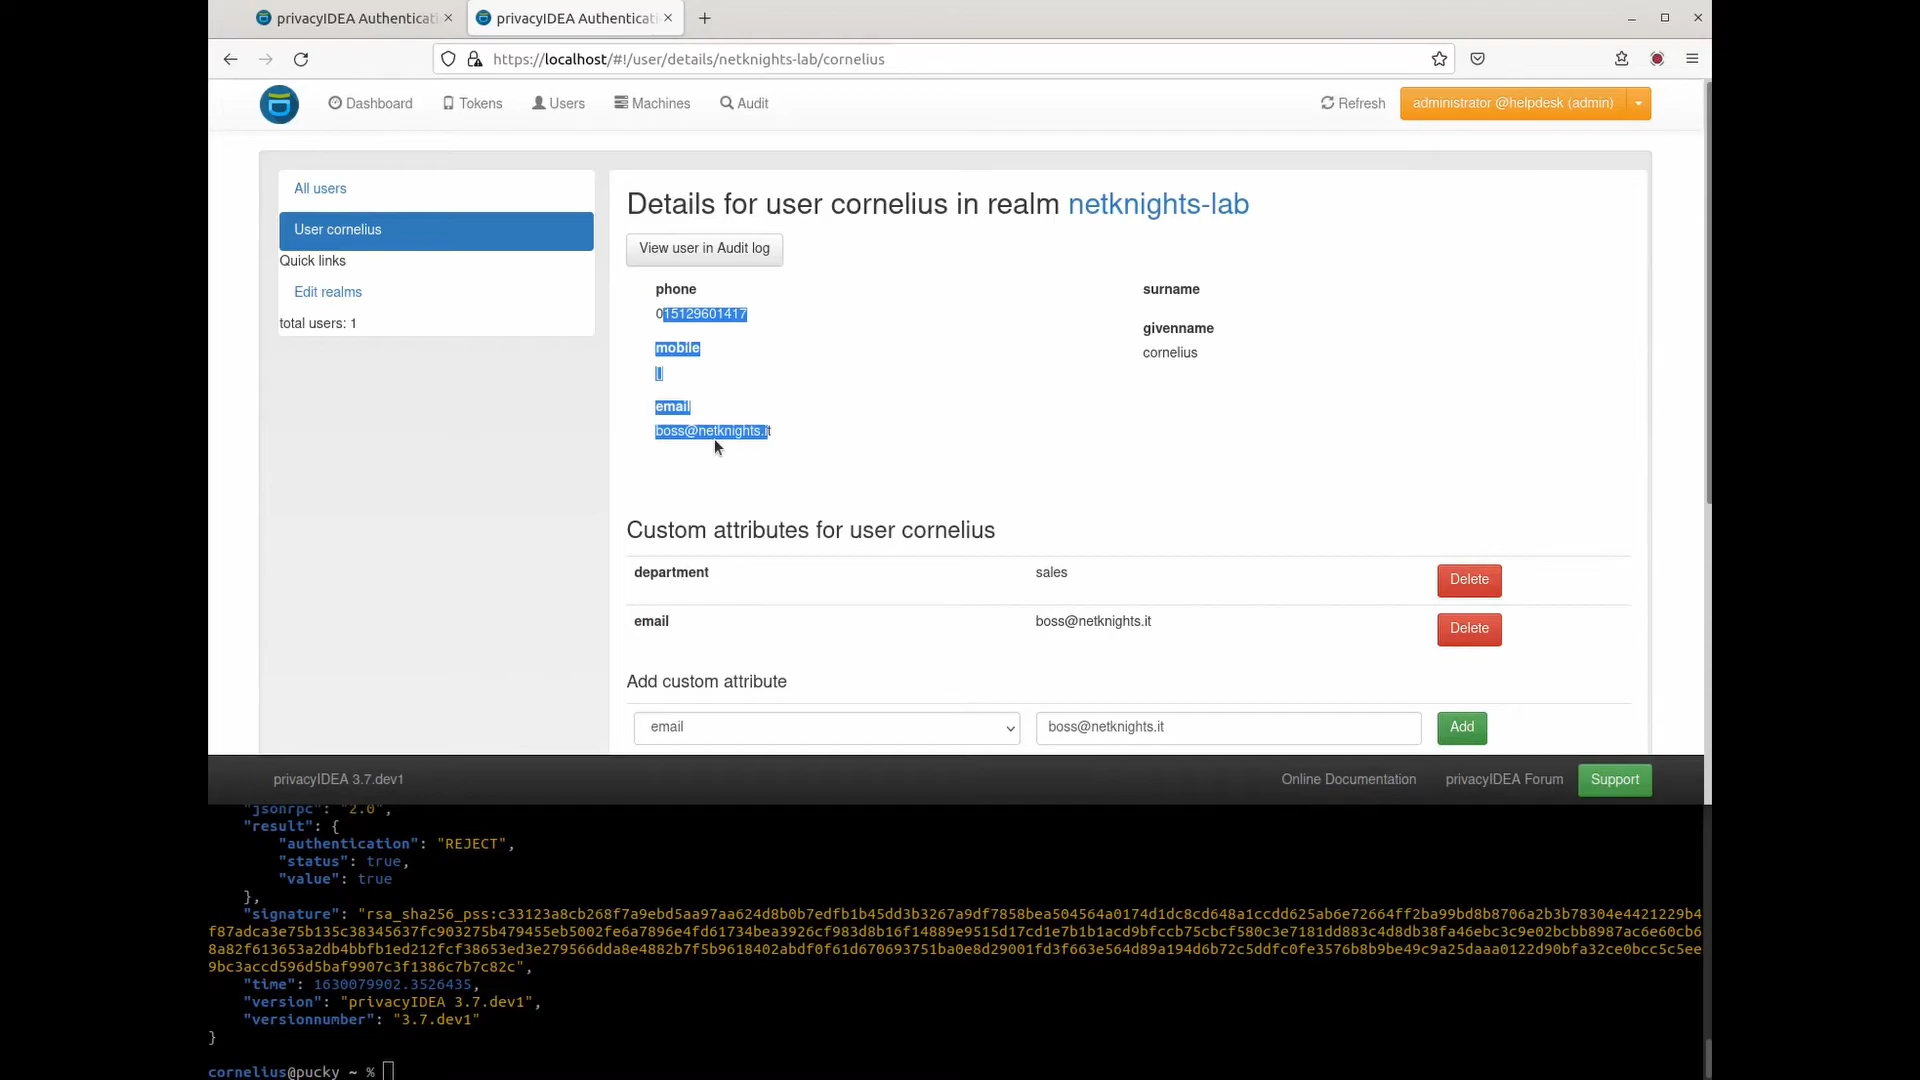 privacyIDEA Authenticati
privacyIDEA Authenticati
https://localhost/#!/user/details/netknights-lab/cornelius
Dashboard
Tokens
Users
Machines
Audit
Refresh
administrator @helpdesk (admin)
All users
User cornelius
Quick links
Edit realms
total users: 1
Details for user cornelius in realm netknights-lab
View user in Audit log
phone
015129601417
mobile
[]
email
boss@netknights.it
surname
givenname
cornelius
Custom attributes for user cornelius
department
sales
Delete
email
boss@netknights.it
Delete
Add custom attribute
email
boss@netknights.it
Add
privacyIDEA 3.7.dev1
Online Documentation
privacyIDEA Forum
Support
"jsonrpc": "2.0",
"result": {
"authentication": "REJECT",
"status": true,
"value": true
},
"signature": "rsa_sha256_pss:c33123a8cb268f7a9ebd5aa97aa624d8b0b7edfb1b45dd3b3267a9df7858bea504564a0174d1dc8cd648a1ccdd625ab6e72664ff2ba99bd8b8706a2b3b78304e4421229b4
f87adca3e75b135c38345637fc903275b479455eb5002fe6a7896e4fd61734bea3926cf983d8b16f14889e9515d17cd1e7b1b1acd9bfccb75cbcf580c3e7181dd883c4d8db38fa46ebc3c9e02bcbb8987ac6e60cb6
8a82f613653a2db4bbfb1ed212fcf38653ed3e279566dda8e4882b7f5b9618402abdf0f61d670693751ba0e8d29001fd3f663e564d89a194d6b72c5ddfc0fe3576b8b9be49c9a25daaa0122d90bfa32ce0bcc5c5ee
9bc3accd596d5baf9907c3f1386c7b7c82c",
"time": 1630079902.3526435,
"version": "privacyIDEA 3.7.dev1",
"versionnumber": "3.7.dev1"
}
cornelius@pucky ~ %